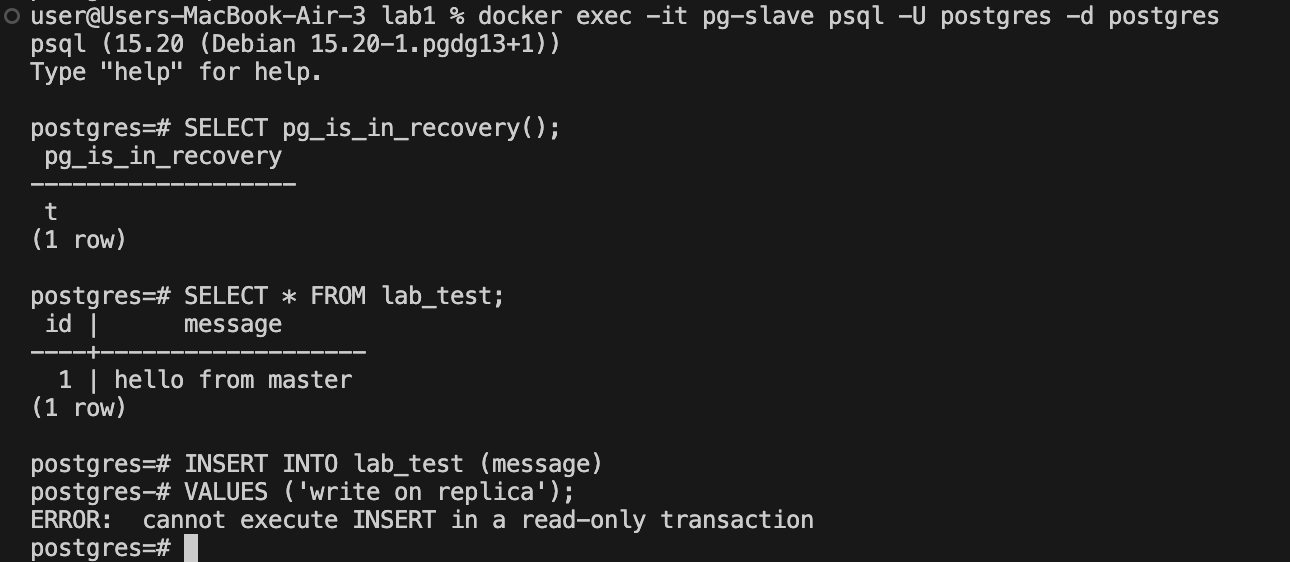 user@Users-MacBook-Air-3 lab1 % docker exec -it pg-slave psql -U postgres -d postgres
psql (15.20 (Debian 15.20-1.pgdg13+1))
Type "help" for help.

postgres=# SELECT pg_is_in_recovery();
 pg_is_in_recovery
-------------------
 t
(1 row)

postgres=# SELECT * FROM lab_test;
 id |      message
----+-------------------
  1 | hello from master
(1 row)

postgres=# INSERT INTO lab_test (message)
postgres-# VALUES ('write on replica');
ERROR:  cannot execute INSERT in a read-only transaction
postgres=#